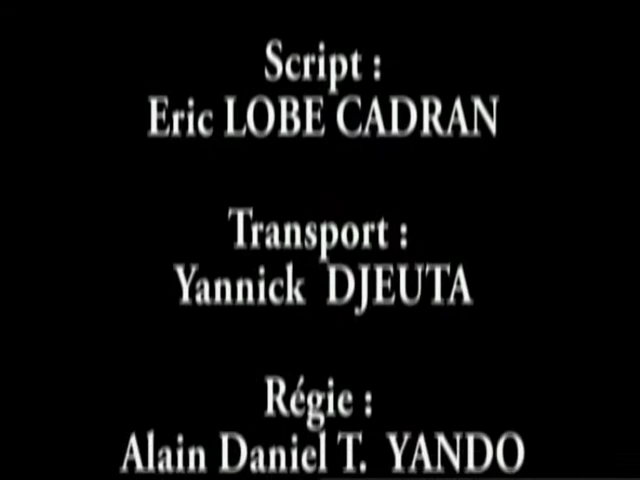 Script :
Eric LOBE CADRAN
Transport :
Yannick DJEUTA
Régie :
Alain Daniel T. YANDO